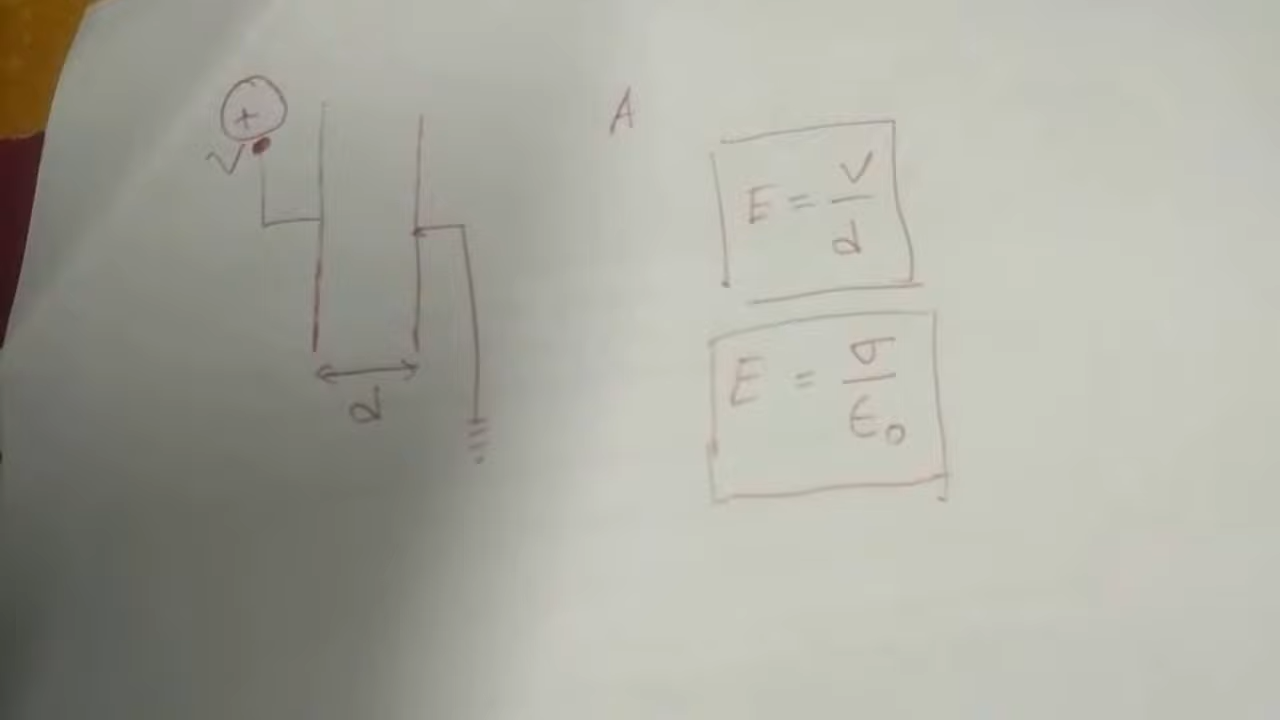 +
V
A
E = V/d
d
E = σ/ϵ₀